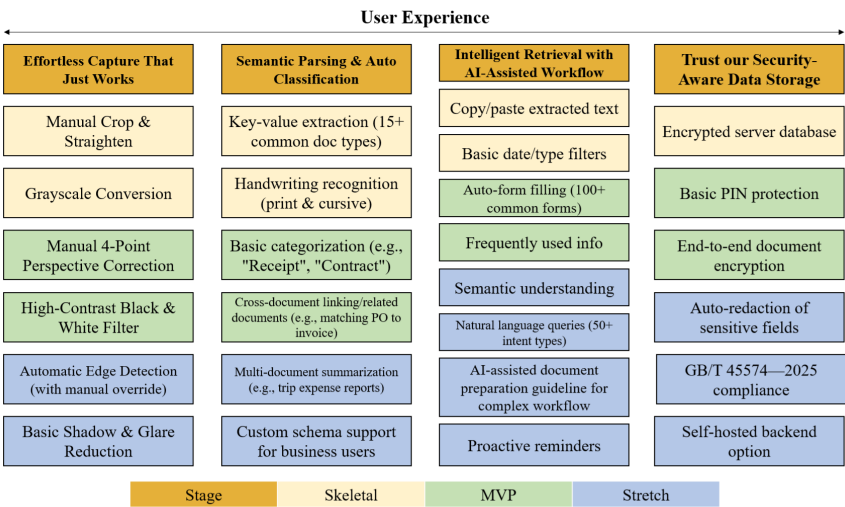 User Experience
Effortless Capture That
Just Works
Manual Crop &
Straighten
Grayscale Conversion
Manual 4-Point
Perspective Correction
High-Contrast Black &
White Filter
Automatic Edge Detection
(with manual override)
Basic Shadow & Glare
Reduction
Semantic Parsing & Auto
Classification
Key-value extraction (15+
common doc types)
Handwriting recognition
(print & cursive)
Basic categorization (e.g.,
"Receipt", "Contract")
Cross-document linking/related
documents (e.g., matching PO to
invoice)
Multi-document summarization
(e.g., trip expense reports)
Custom schema support
for business users
Intelligent Retrieval with
AI-Assisted Workflow
Copy/paste extracted text
Basic date/type filters
Auto-form filling (100+
common forms)
Frequently used info
Semantic understanding
Natural language queries (50+
intent types)
AI-assisted document
preparation guideline for
complex workflow
Proactive reminders
Trust our Security-
Aware Data Storage
Encrypted server database
Basic PIN protection
End-to-end document
encryption
Auto-redaction of
sensitive fields
GB/T 45574—2025
compliance
Self-hosted backend
option
Stage
Skeletal
MVP
Stretch